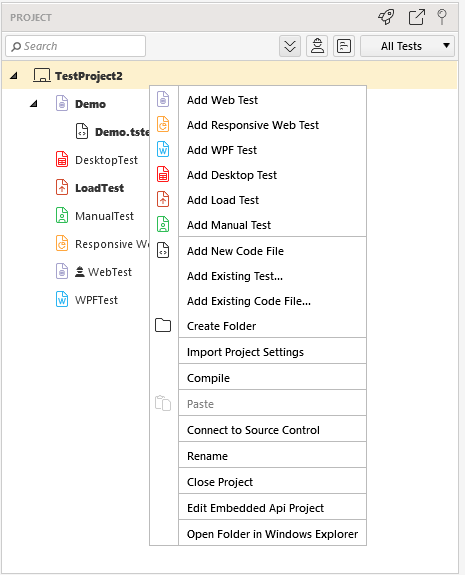 PROJECT
Search
All Tests
TestProject2
Demo
Demo.tste
DesktopTest
LoadTest
ManualTest
Responsive We
WebTest
WPFTest
Add Web Test
Add Responsive Web Test
Add WPF Test
Add Desktop Test
Add Load Test
Add Manual Test
Add New Code File
Add Existing Test...
Add Existing Code File...
Create Folder
Import Project Settings
Compile
Paste
Connect to Source Control
Rename
Close Project
Edit Embedded Api Project
Open Folder in Windows Explorer